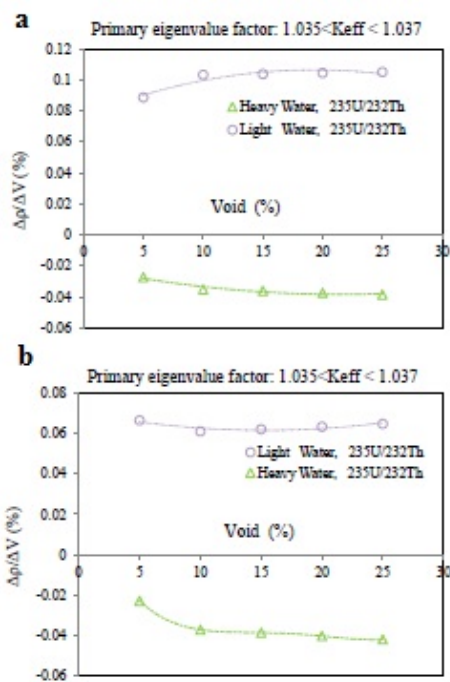 a
Primary eigenvalue factor: 1.035<Keff < 1.037
0.12
0.1
0.08
0.06
0.04
0.02
0
-0.02
-0.04
-0.06
Δρ/ΔV (%)
Heavy Water, 235U/232Th
Light Water, 235U/232Th
Void (%)
0 5 10 15 20 25 30
b
Primary eigenvalue factor: 1.035<Keff < 1.037
0.08
0.06
0.04
0.02
0
-0.02
-0.04
-0.06
Δρ/ΔV (%)
Light Water, 235U/232Th
Heavy Water, 235U/232Th
Void (%)
0 5 10 15 20 25 30